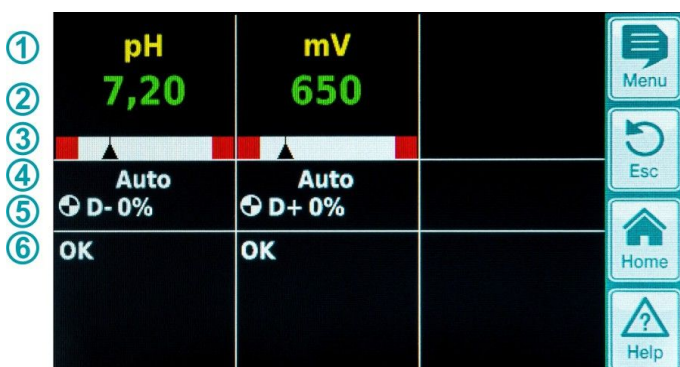 ① pH mV
② 7,20 650
③
④ Auto Auto
⑤ D- 0% D+ 0%
⑥ OK OK
Menu
Esc
Home
? Help